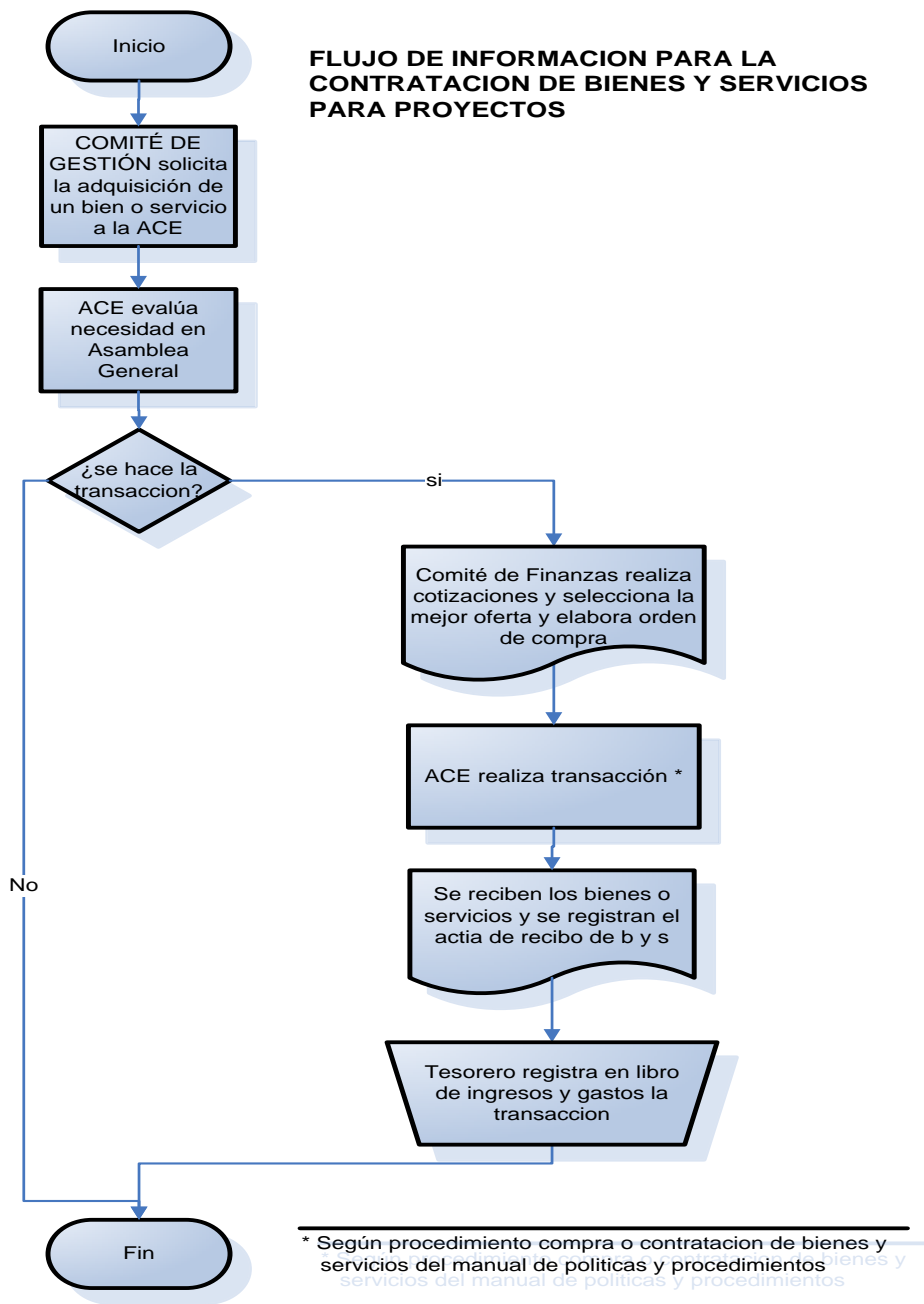 Inicio
FLUJO DE INFORMACION PARA LA
CONTRATACION DE BIENES Y SERVICIOS
PARA PROYECTOS
COMITÉ DE
GESTIÓN solicita
la adquisición de
un bien o servicio
a la ACE
ACE evalúa
necesidad en
Asamblea
General
¿se hace la
transaccion?
si
Comité de Finanzas realiza
cotizaciones y selecciona la
mejor oferta y elabora orden
de compra
ACE realiza transacción *
No
Se reciben los bienes o
servicios y se registran el
actia de recibo de b y s
Tesorero registra en libro
de ingresos y gastos la
transaccion
Fin
* Según procedimiento compra o contratacion de bienes y
servicios del manual de politicas y procedimientos